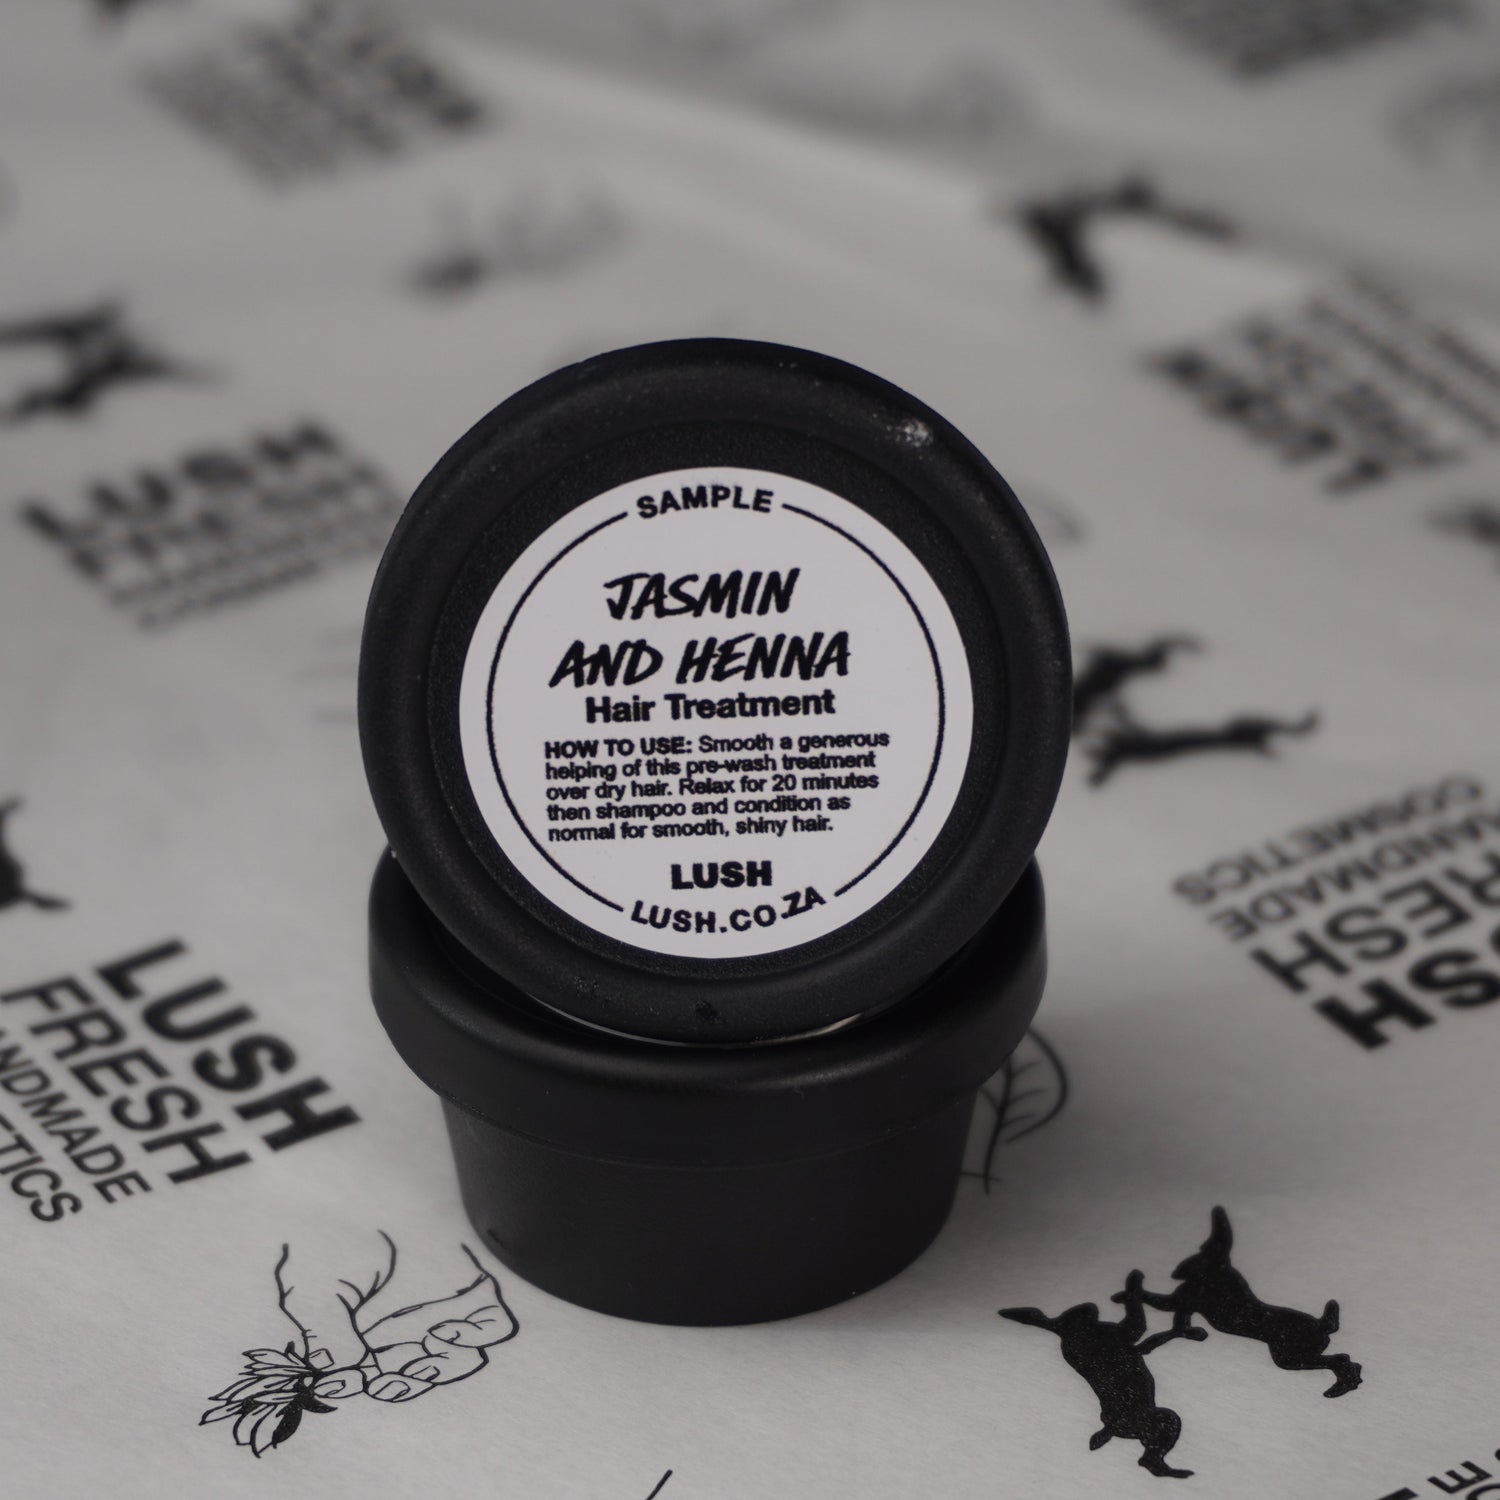 SAMPLE
JASMIN
AND HENNA
Hair Treatment
HOW TO USE: Smooth a generous
helping of this pre-wash treatment
over dry hair. Relax for 20 minutes
then shampoo and condition as
normal for smooth, shiny hair.
LUSH
LUSH.CO.ZA
LUSH
FRESH
LUSH
FRESH
HANDMADE
COSMETICS
LUSH
FRESH